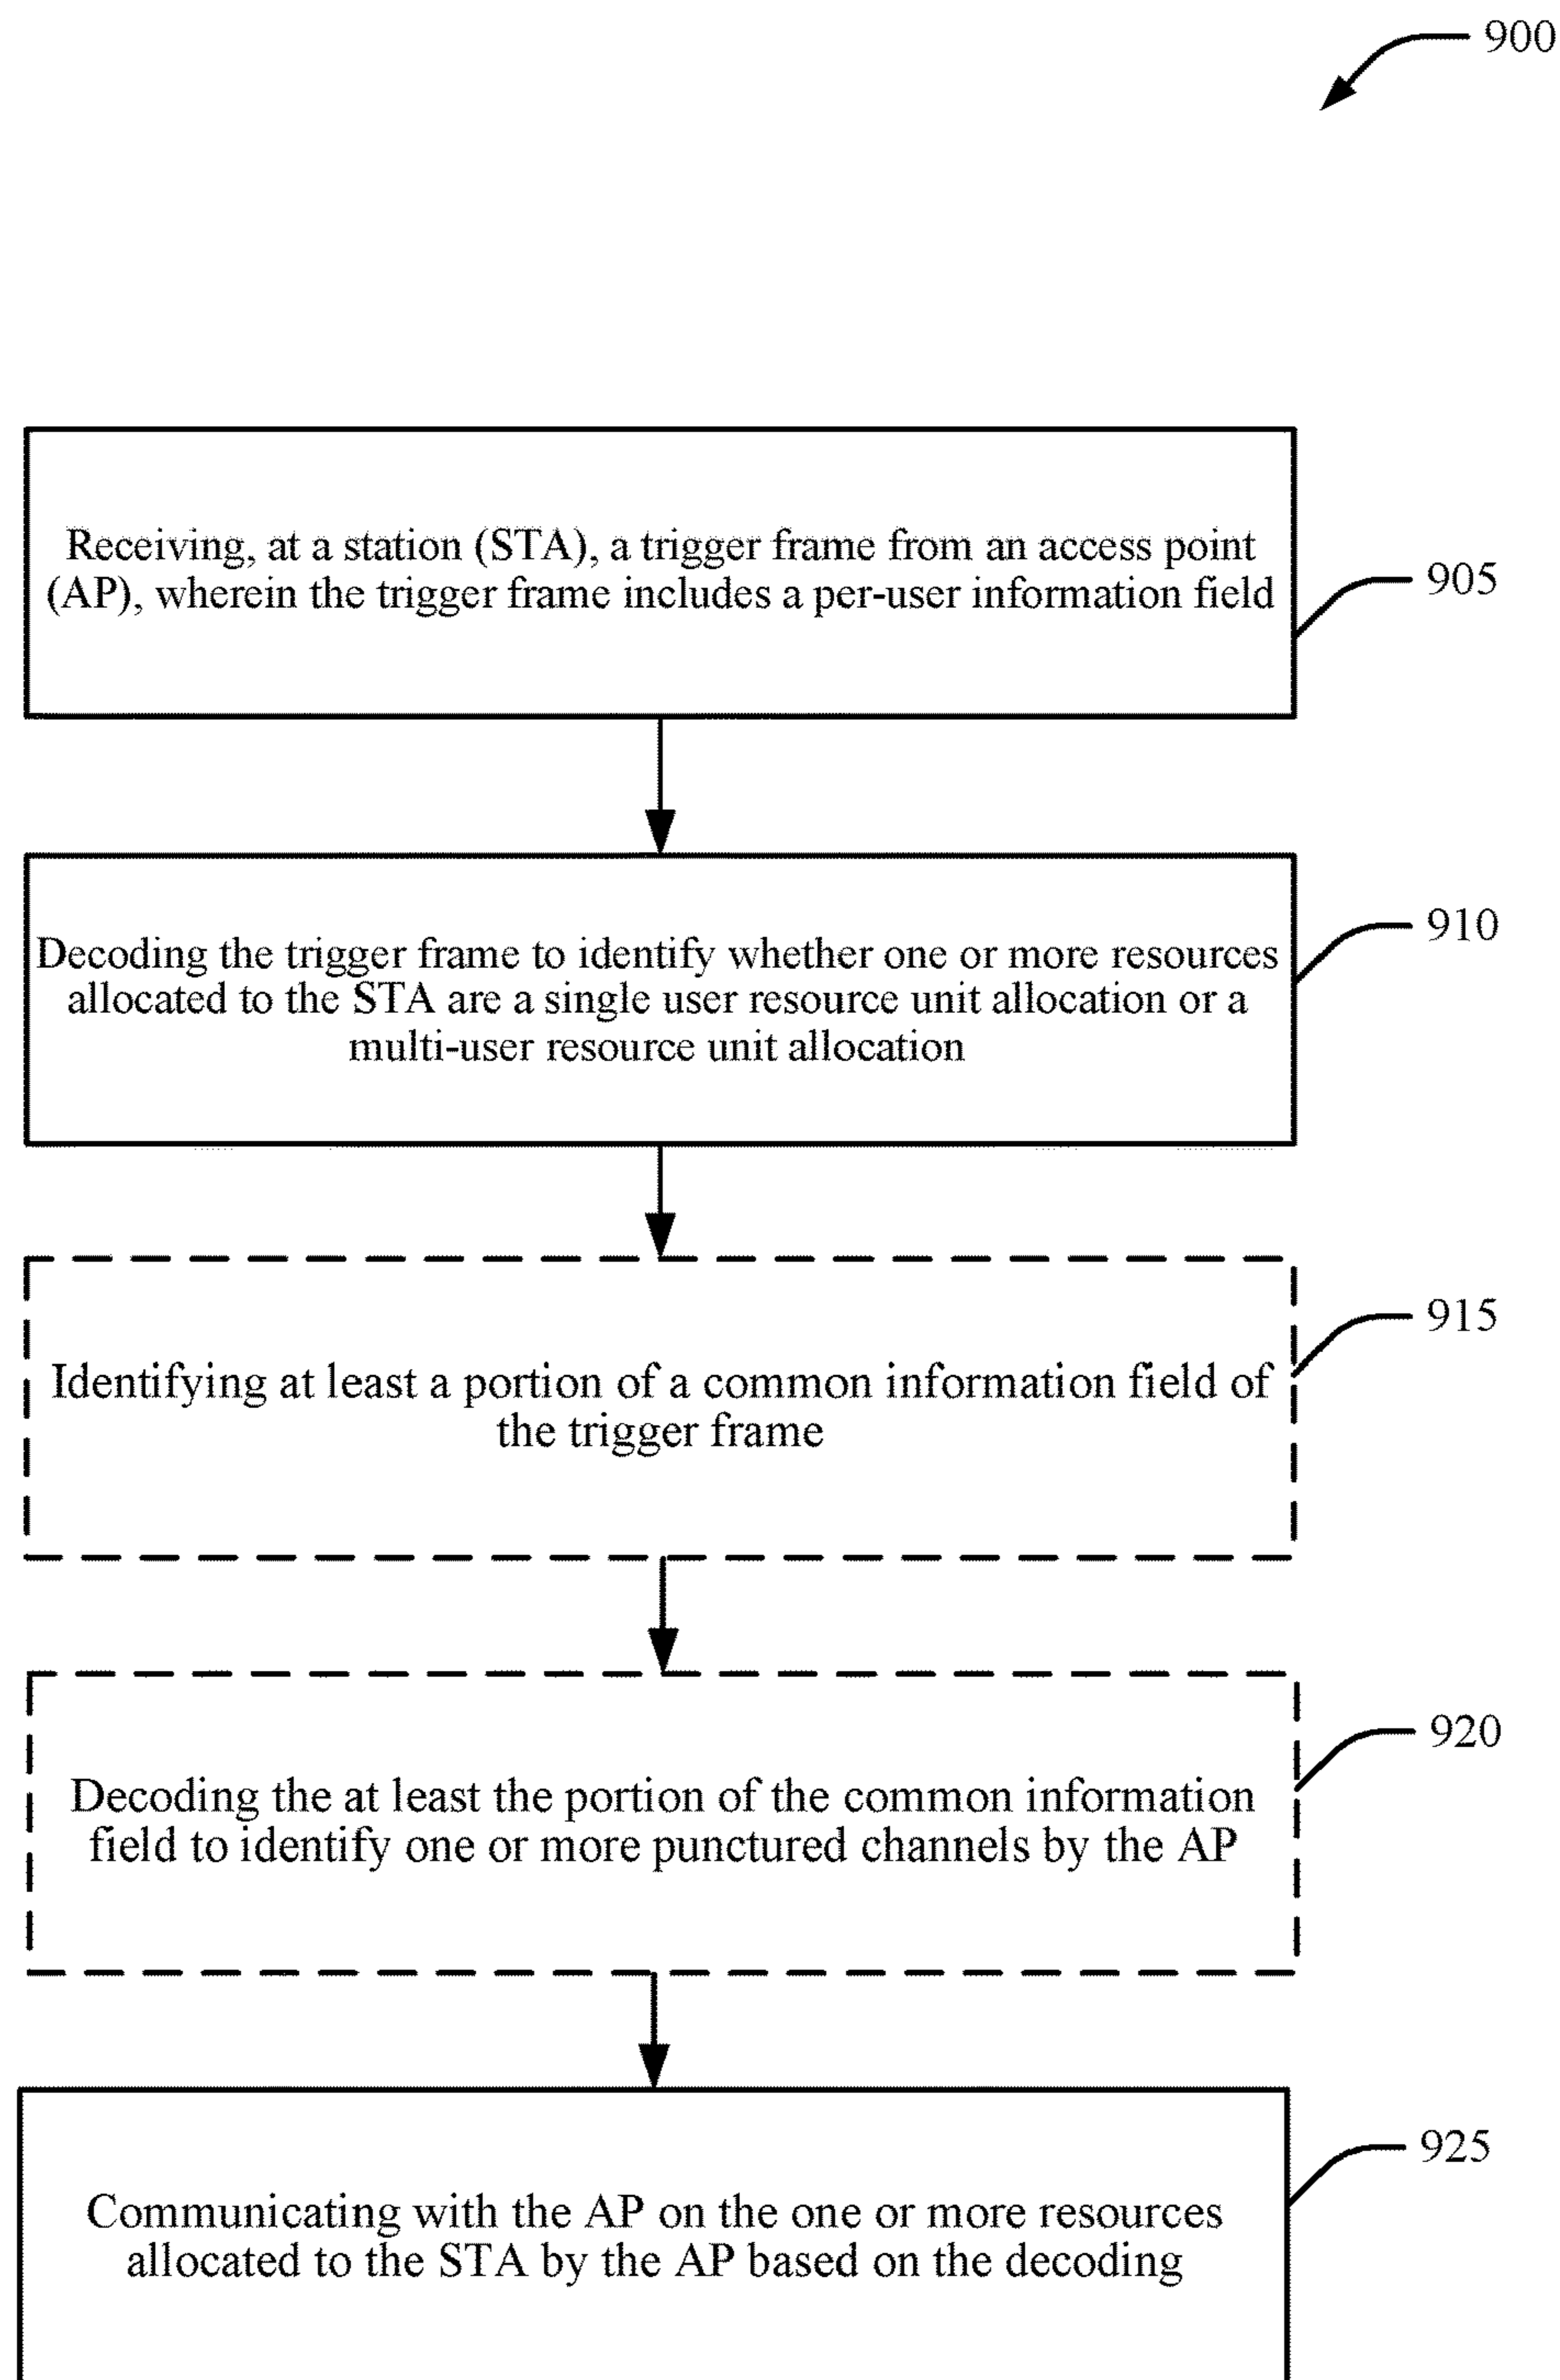 900
Receiving, at a station (STA), a trigger frame from an access point
(AP), wherein the trigger frame includes a per-user information field
905
Decoding the trigger frame to identify whether one or more resources
allocated to the STA are a single user resource unit allocation or a
multi-user resource unit allocation
910
Identifying at least a portion of a common information field of
the trigger frame
915
Decoding the at least the portion of the common information
field to identify one or more punctured channels by the AP
920
Communicating with the AP on the one or more resources
allocated to the STA by the AP based on the decoding
925